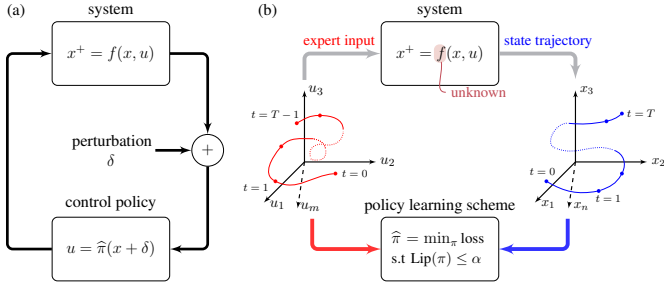 (a)
system
x⁺ = f(x, u)
perturbation
δ
+
control policy
u = π̂(x + δ)
(b)
system
expert input
x⁺ = f(x, u)
state trajectory
unknown
u₃
t = T − 1
u₂
t = 0
t = 1
u₁
uₘ
x₃
t = T
x₂
t = 0
t = 1
x₁
xₙ
policy learning scheme
π̂ = min_π loss
s.t Lip(π) ≤ α